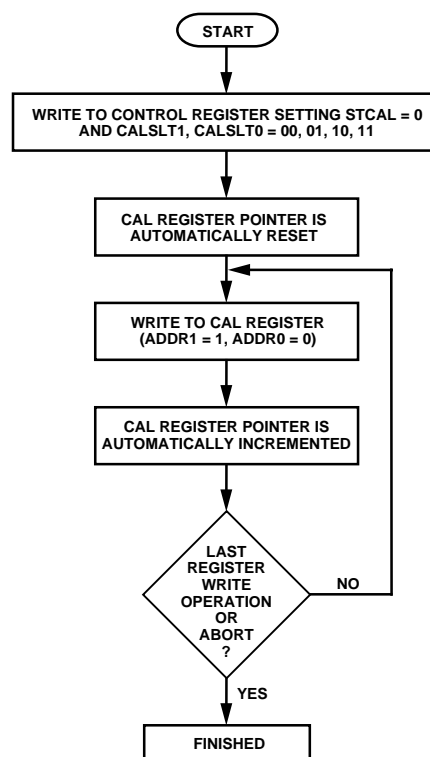 START
WRITE TO CONTROL REGISTER SETTING STCAL = 0
AND CALSLT1, CALSLT0 = 00, 01, 10, 11
CAL REGISTER POINTER IS
AUTOMATICALLY RESET
WRITE TO CAL REGISTER
(ADDR1 = 1, ADDR0 = 0)
CAL REGISTER POINTER IS
AUTOMATICALLY INCREMENTED
LAST
REGISTER
WRITE
OPERATION
OR
ABORT
?
NO
YES
FINISHED